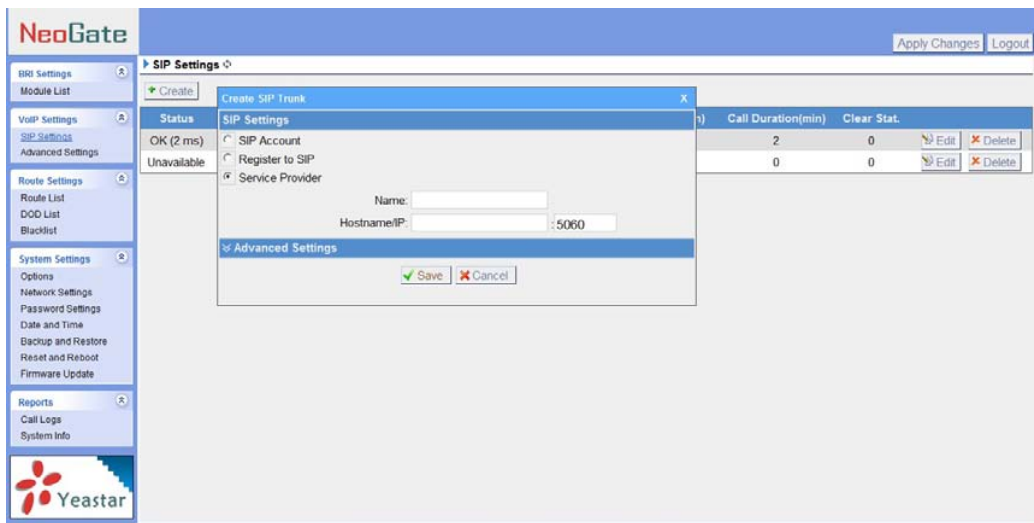 NeoGate
Apply Changes
Logout
BRI Settings
Module List
VoIP Settings
SIP Settings
Advanced Settings
Route Settings
Route List
DOD List
Blacklist
System Settings
Options
Network Settings
Password Settings
Date and Time
Backup and Restore
Reset and Reboot
Firmware Update
Reports
Call Logs
System Info
Yeastar
SIP Settings
Create
Status Call Duration(min) Clear Stat.
OK (2 ms) 2 0 Edit Delete
Unavailable 0 0 Edit Delete
Create SIP Trunk X
SIP Settings
SIP Account
Register to SIP
Service Provider
Name:
Hostname/IP: :5060
Advanced Settings
Save Cancel